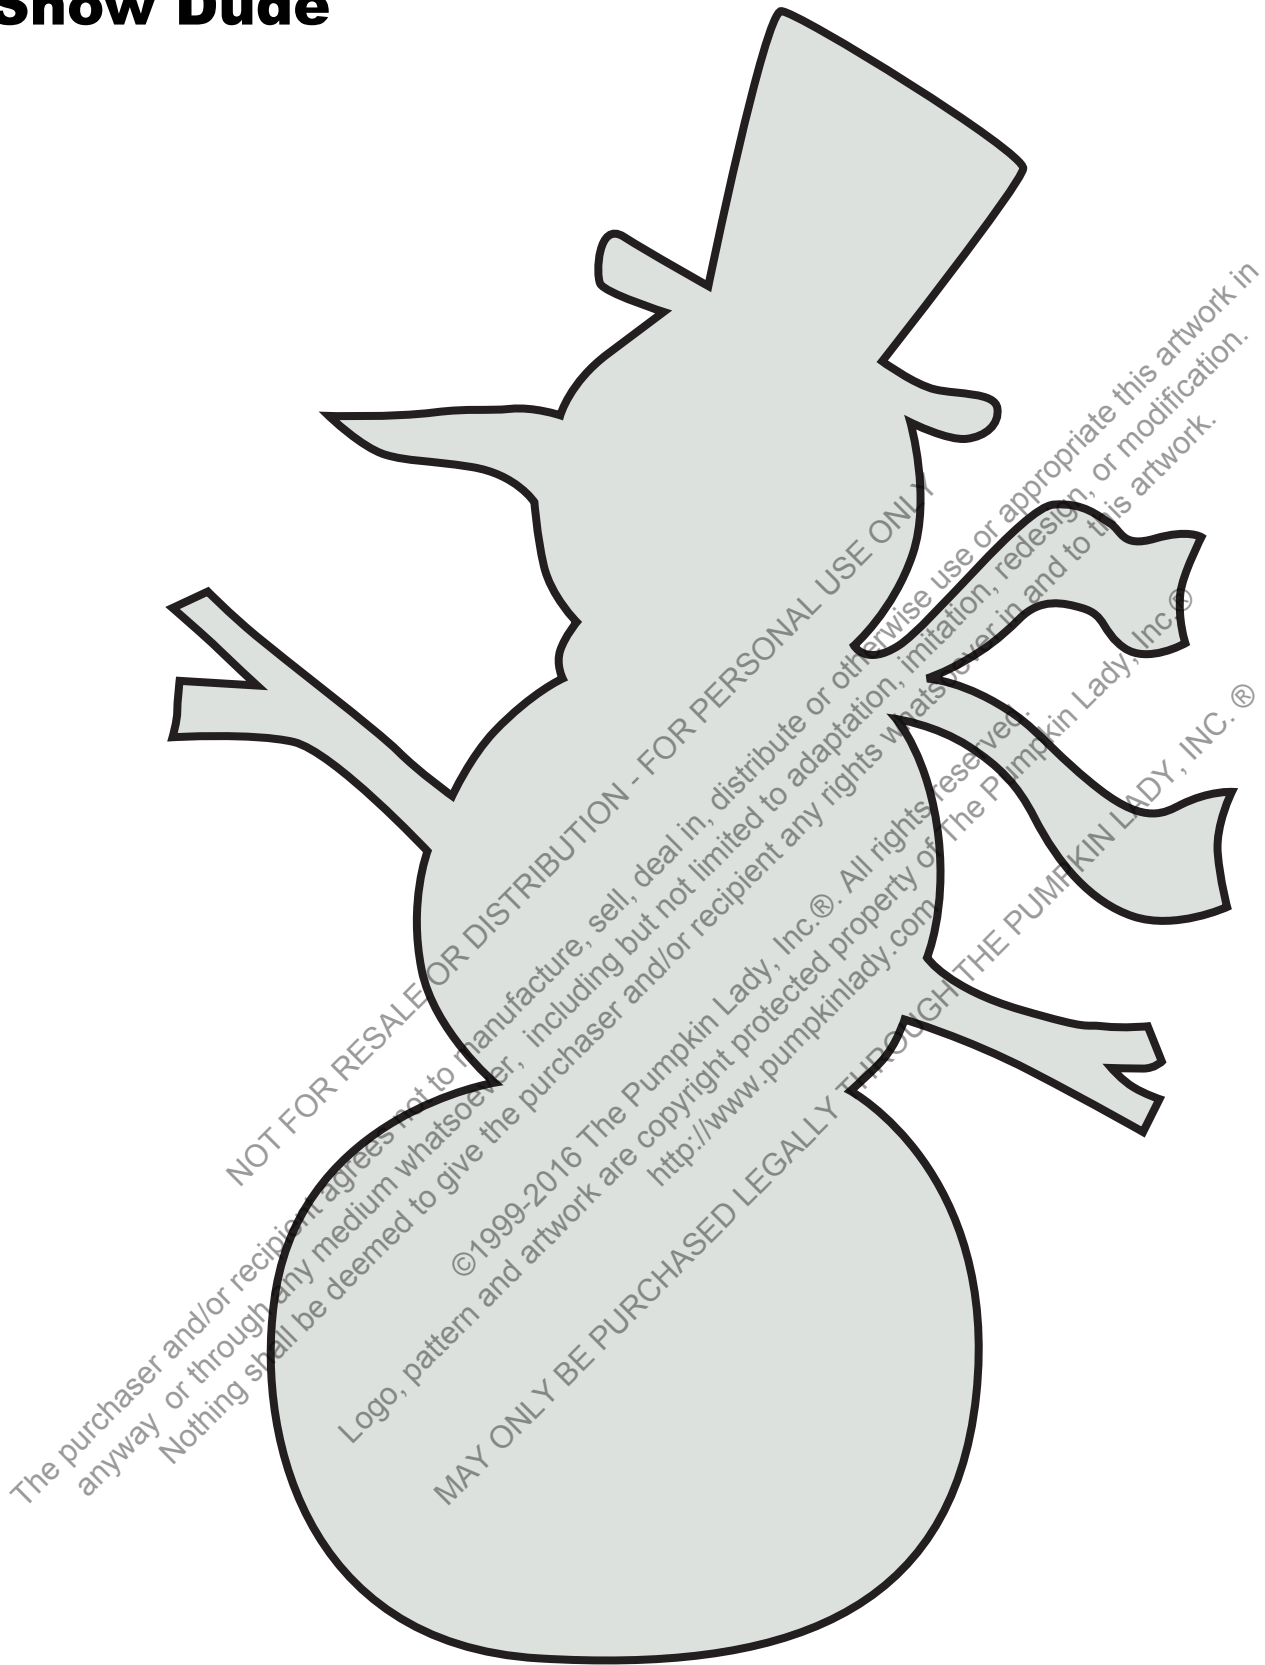 Snow Dude
NOT FOR RESALE OR DISTRIBUTION - FOR PERSONAL USE ONLY
The purchaser and/or recipient agrees not to manufacture, sell, deal in, distribute or otherwise use or appropriate this artwork in
anyway or through any medium whatsoever, including but not limited to adaptation, imitation, redesign, or modification.
Nothing shall be deemed to give the purchaser and/or recipient any rights whatsoever in and to this artwork.
©1999-2016 The Pumpkin Lady, Inc.®. All rights reserved.
Logo, pattern and artwork are copyright protected property of The Pumpkin Lady, Inc.®
http://www.pumpkinlady.com
MAY ONLY BE PURCHASED LEGALLY THROUGH THE PUMPKIN LADY, INC. ®